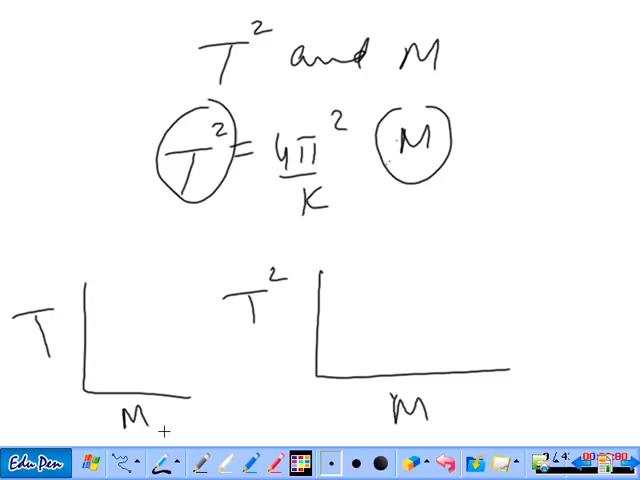 T² and M
T² = 4π² M
K
T
T²
M
M
Edu Pen